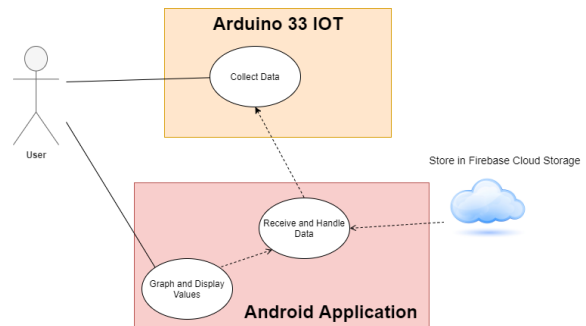 Arduino 33 IOT
Collect Data
User
Store in Firebase Cloud Storage
Receive and Handle
Data
Graph and Display
Values
Android Application